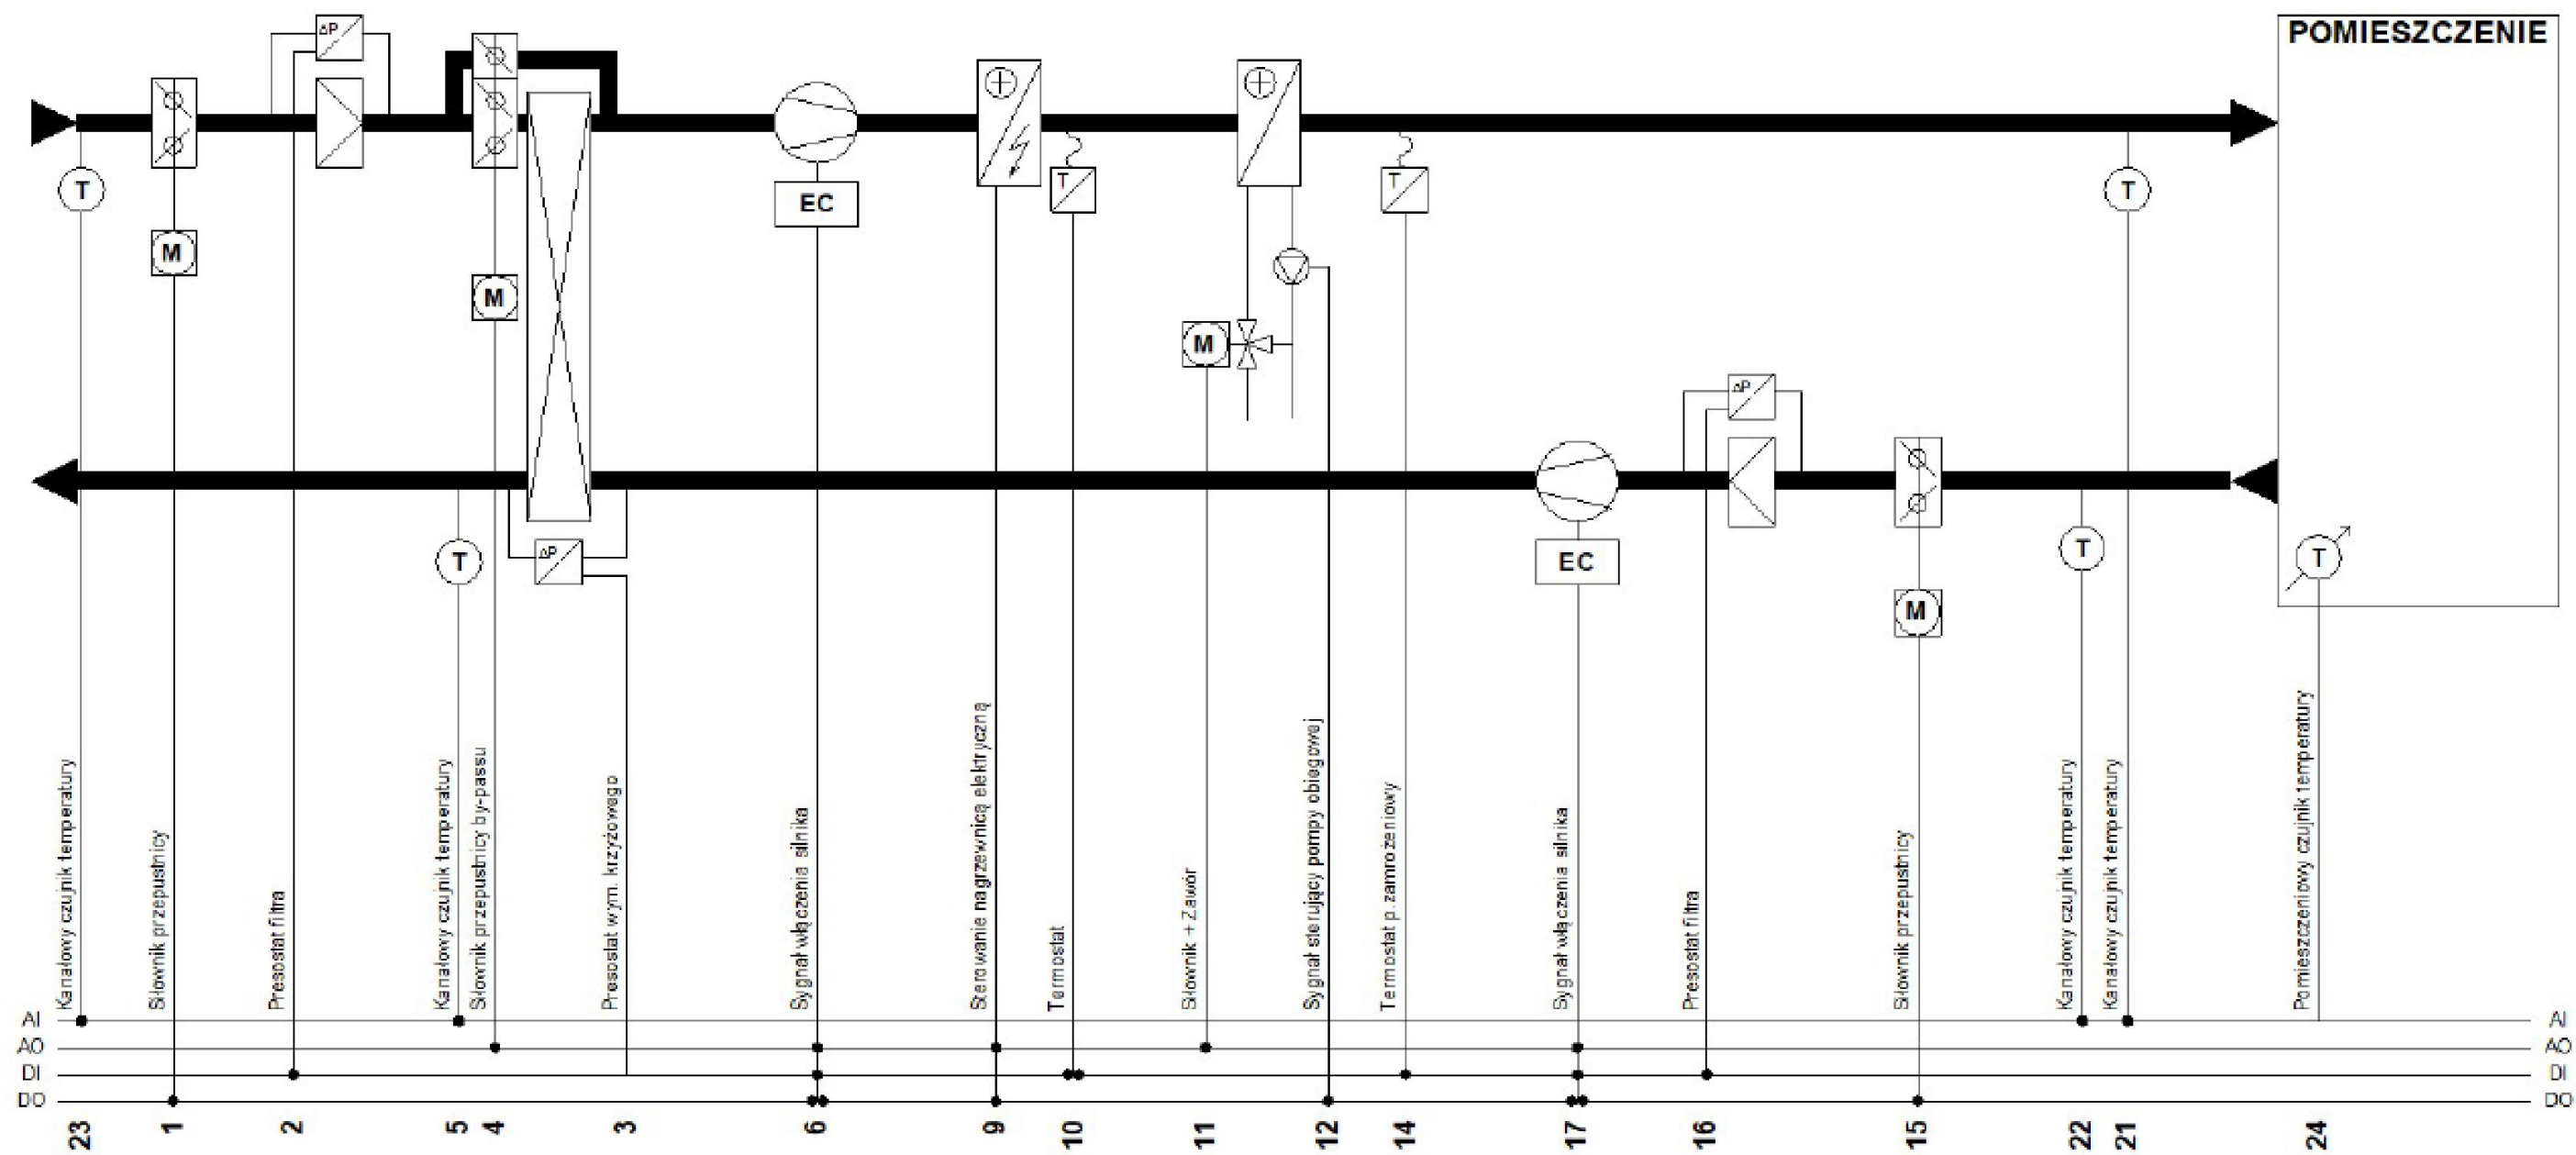 POMIESZCZENIE
ΔP
T
M
M
EC
T
T
T
M
ΔP
T
ΔP
EC
T
T
M
Kanałowy czujnik temperatury
Słownik przepustnicy
Presostat filtra
Kanałowy czujnik temperatury
Słownik przepustnicy by-passu
Presostat wym. krzyżowego
Sygnał włączenia silnika
Sterowanie nagrzewnicą elektryczną
Termostat
Słownik + Zawór
Sygnał sterujący pompy obiegowej
Termostat p.zamrożeniowy
Sygnał włączenia silnika
Presostat filtra
Słownik przepustnicy
Kanałowy czujnik temperatury
Kanałowy czujnik temperatury
Pomieszczeniowy czujnik temperatury
AI AI
AO AO
DI DI
DO DO
23 1 2 5 4 3 6 9 10 11 12 14 17 16 15 22 21 24